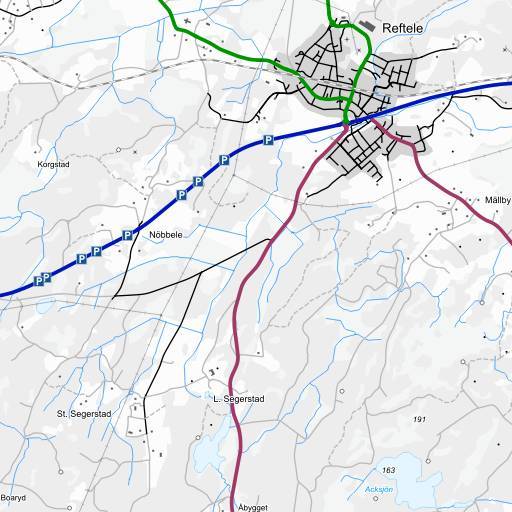 Reftele
P
P
Korgstad
P
P
Mällby
P
Nöbbele
P
P
P
P
L. Segerstad
St. Segerstad
191
163
Acksjön
Boaryd
Åbygget